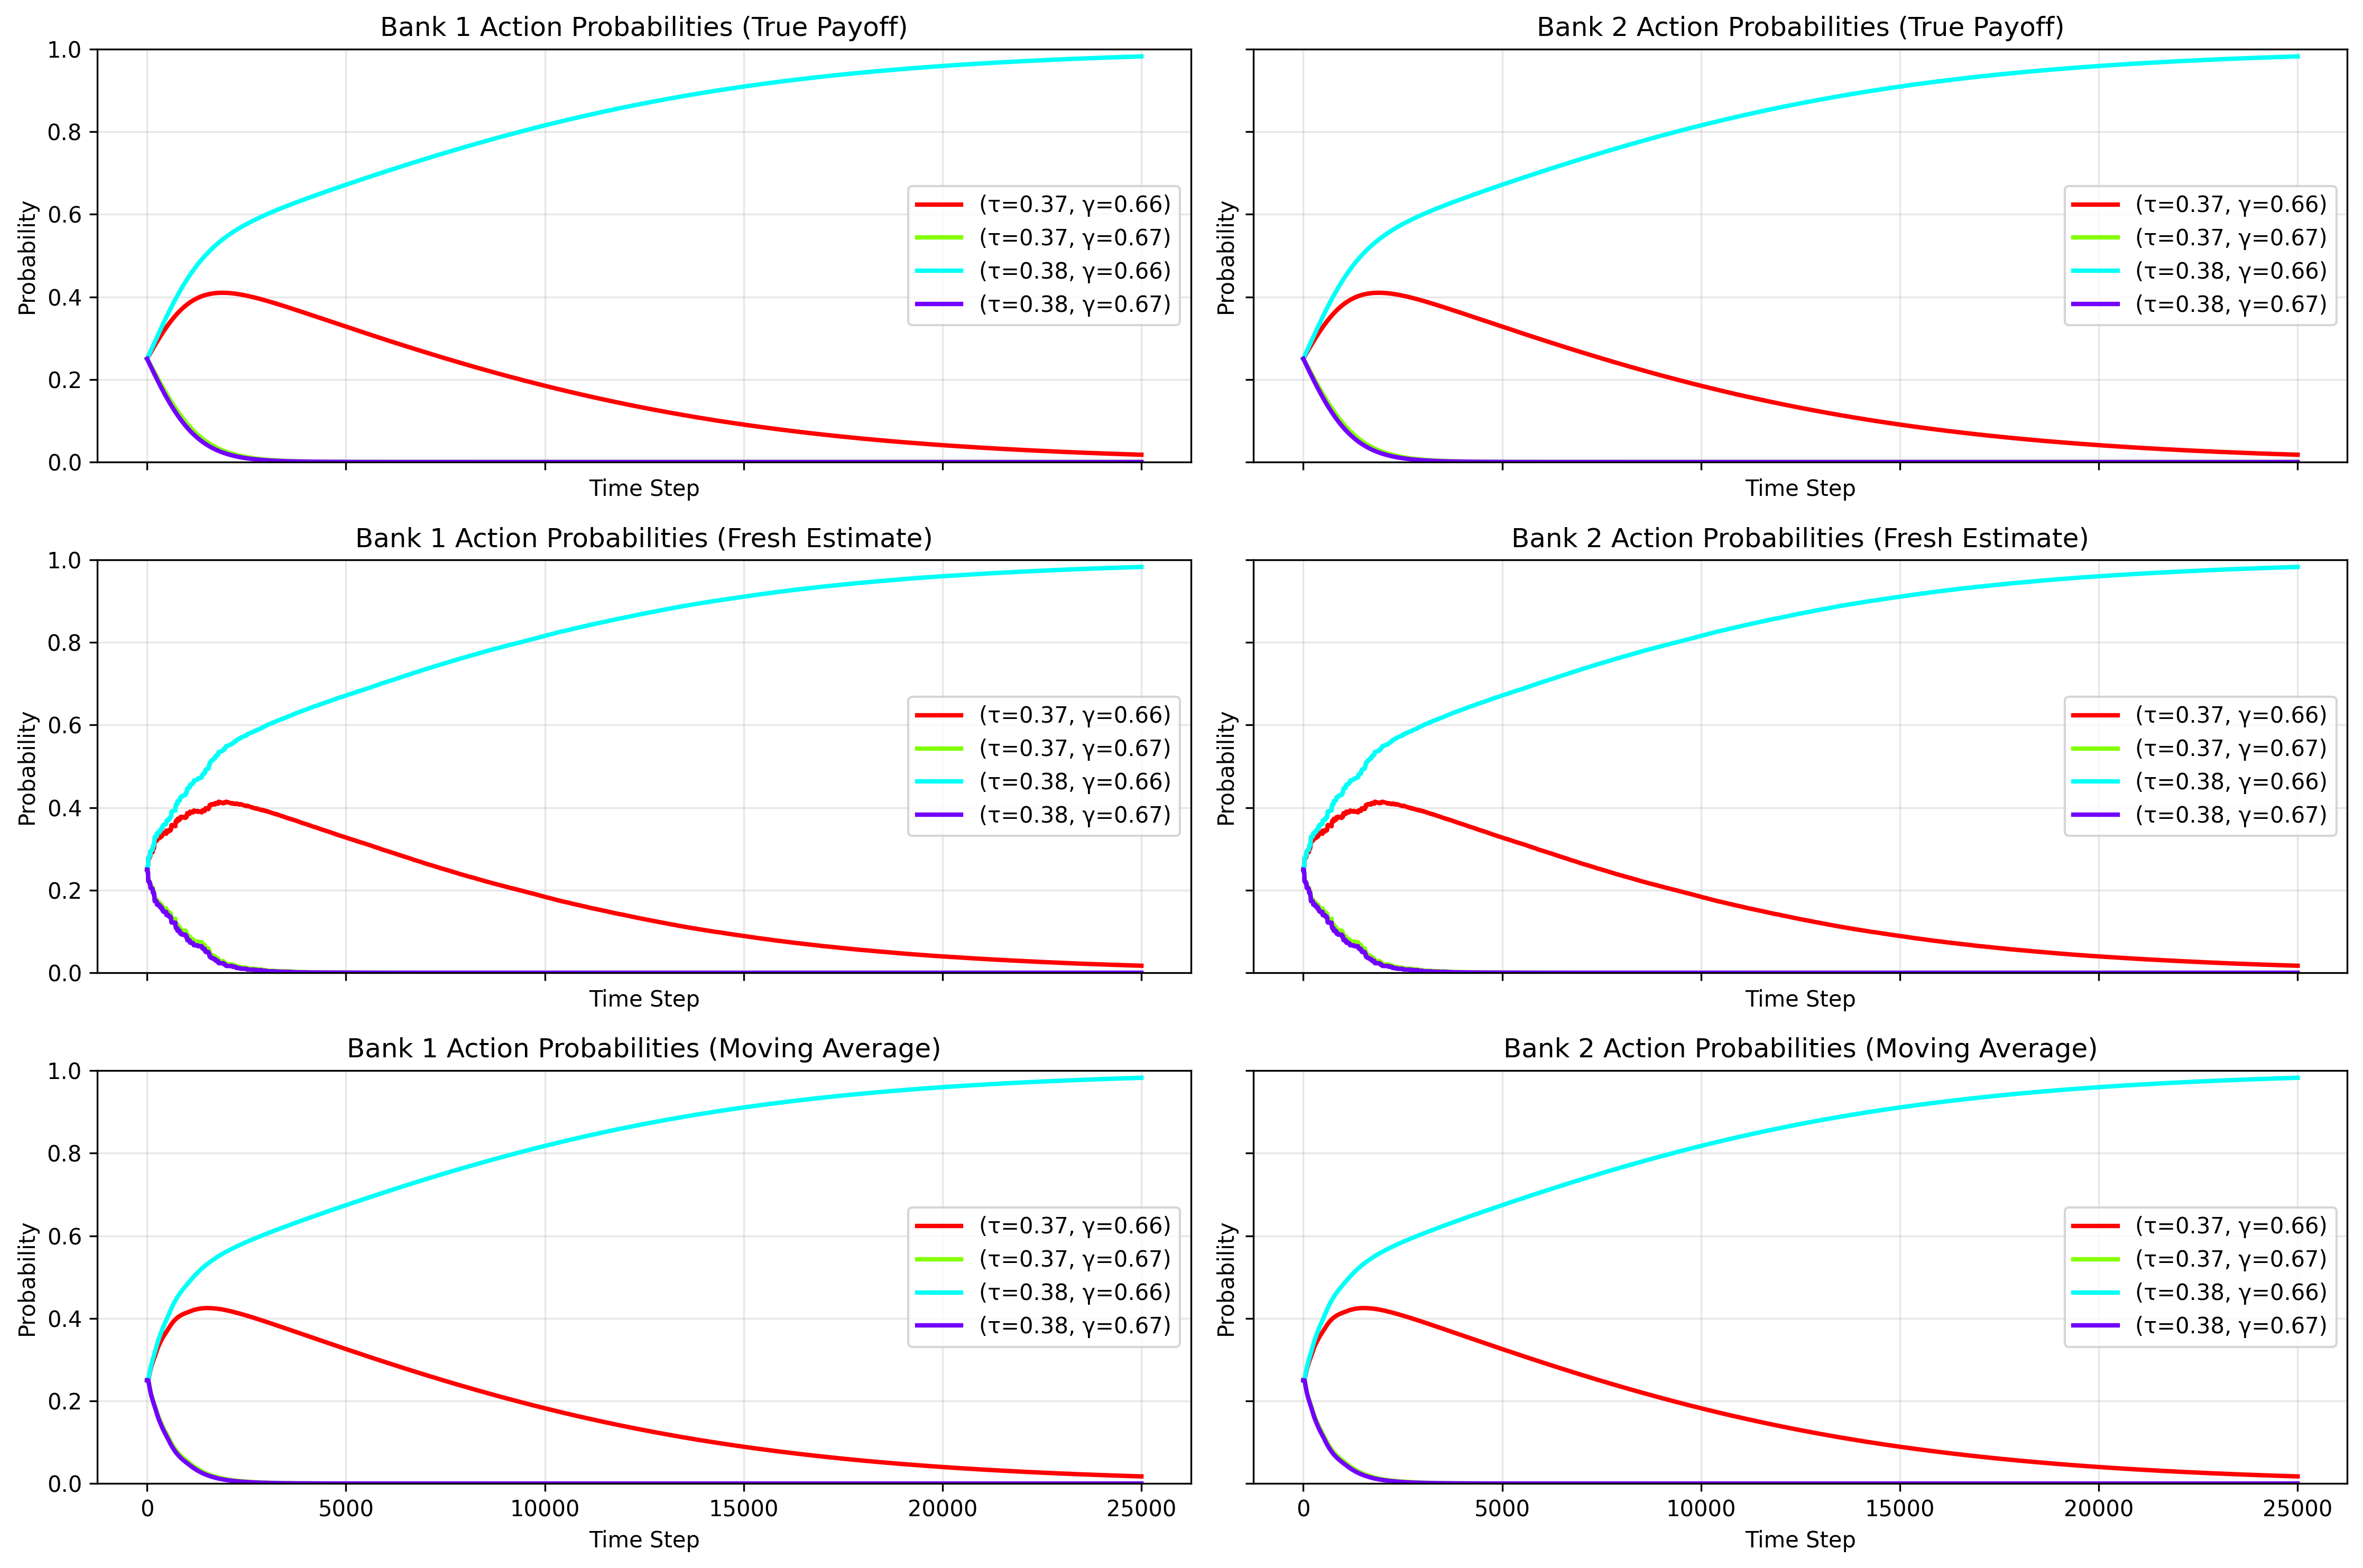 Bank 1 Action Probabilities (True Payoff)
Probability
1.0
0.8
0.6
0.4
0.2
0.0
(τ=0.37, γ=0.66)
(τ=0.37, γ=0.67)
(τ=0.38, γ=0.66)
(τ=0.38, γ=0.67)
Time Step
Bank 2 Action Probabilities (True Payoff)
Probability
(τ=0.37, γ=0.66)
(τ=0.37, γ=0.67)
(τ=0.38, γ=0.66)
(τ=0.38, γ=0.67)
Time Step
Bank 1 Action Probabilities (Fresh Estimate)
Probability
1.0
0.8
0.6
0.4
0.2
0.0
(τ=0.37, γ=0.66)
(τ=0.37, γ=0.67)
(τ=0.38, γ=0.66)
(τ=0.38, γ=0.67)
Time Step
Bank 2 Action Probabilities (Fresh Estimate)
Probability
(τ=0.37, γ=0.66)
(τ=0.37, γ=0.67)
(τ=0.38, γ=0.66)
(τ=0.38, γ=0.67)
Time Step
Bank 1 Action Probabilities (Moving Average)
Probability
1.0
0.8
0.6
0.4
0.2
0.0
(τ=0.37, γ=0.66)
(τ=0.37, γ=0.67)
(τ=0.38, γ=0.66)
(τ=0.38, γ=0.67)
0 5000 10000 15000 20000 25000
Time Step
Bank 2 Action Probabilities (Moving Average)
Probability
(τ=0.37, γ=0.66)
(τ=0.37, γ=0.67)
(τ=0.38, γ=0.66)
(τ=0.38, γ=0.67)
0 5000 10000 15000 20000 25000
Time Step